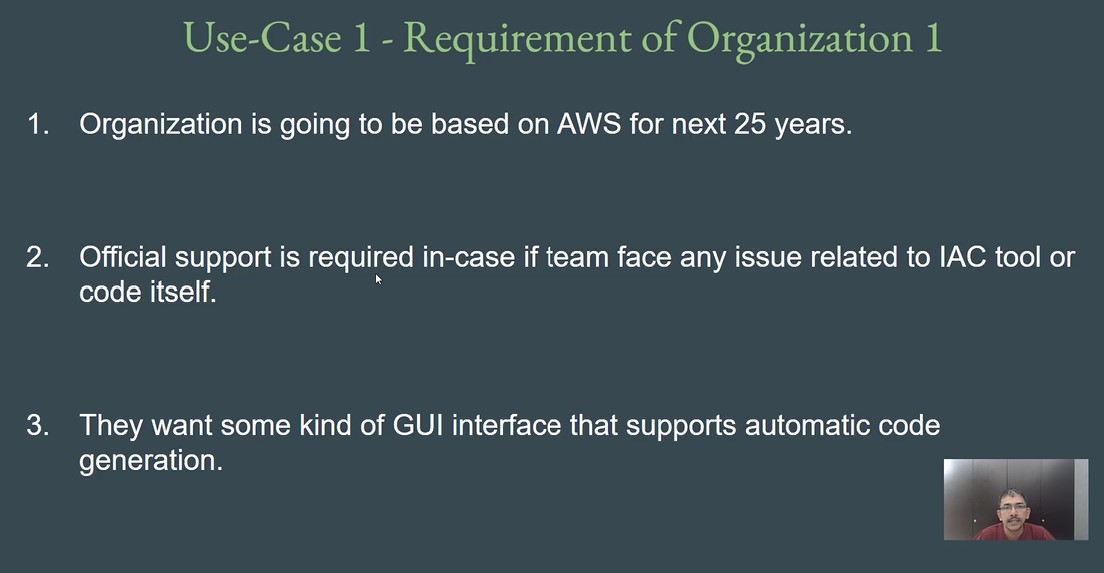 Use-Case 1 - Requirement of Organization 1
1. Organization is going to be based on AWS for next 25 years.
2. Official support is required in-case if team face any issue related to IAC tool or
code itself.
3. They want some kind of GUI interface that supports automatic code
generation.